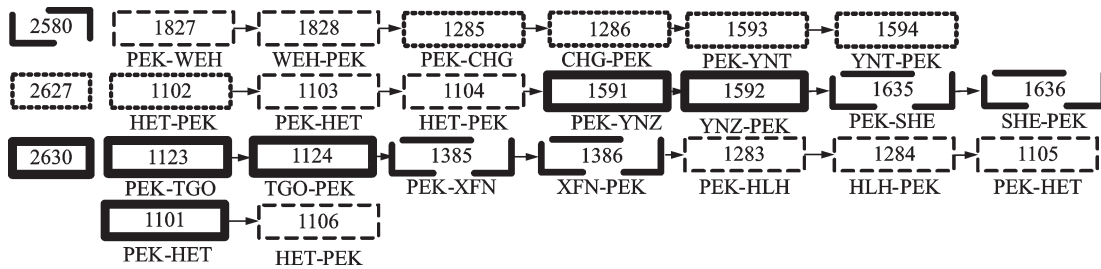 2580 1827 1828 1285 1286 1593 1594
PEK-WEH WEH-PEK PEK-CHG CHG-PEK PEK-YNT YNT-PEK
2627 1102 1103 1104 1591 1592 1635 1636
HET-PEK PEK-HET HET-PEK PEK-YNZ YNZ-PEK PEK-SHE SHE-PEK
2630 1123 1124 1385 1386 1283 1284 1105
PEK-TGO TGO-PEK PEK-XFN XFN-PEK PEK-HLH HLH-PEK PEK-HET
1101 1106
PEK-HET HET-PEK